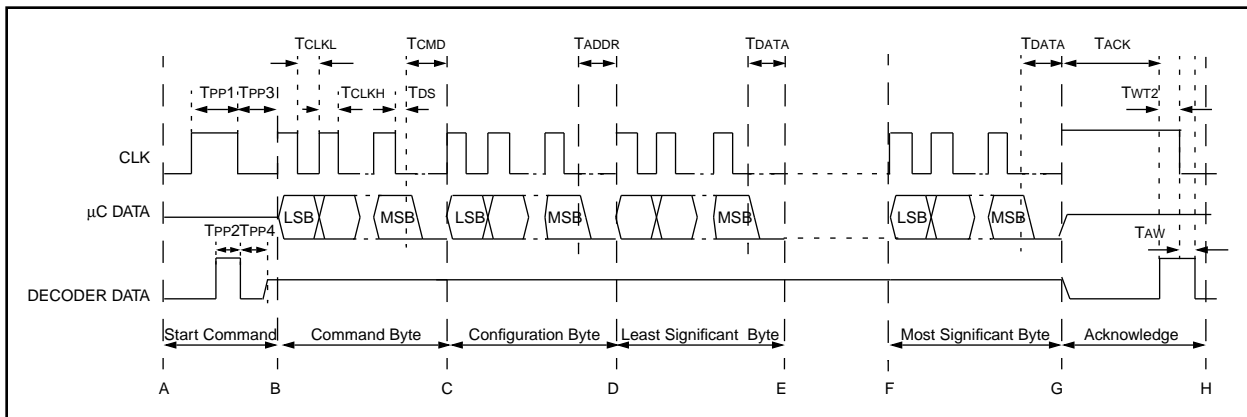 TCLKL TCMD TADDR TDATA TDATA TACK
TPP1 TPP3 TCLKH TDS TWT2
CLK
µC DATA LSB MSB LSB MSB MSB LSB MSB
TPP2 TPP4 TAW
DECODER DATA
Start Command Command Byte Configuration Byte Least Significant Byte Most Significant Byte Acknowledge
A B C D E F G H